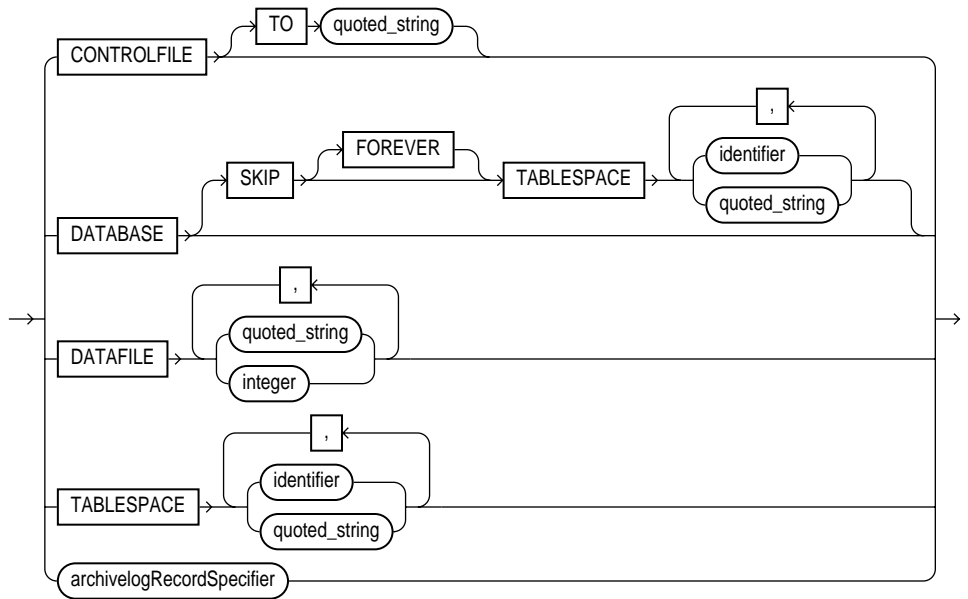 TO quoted_string
CONTROLFILE
,
FOREVER
identifier
SKIP TABLESPACE
quoted_string
DATABASE
,
quoted_string
DATAFILE
integer
,
identifier
TABLESPACE
quoted_string
archivelogRecordSpecifier